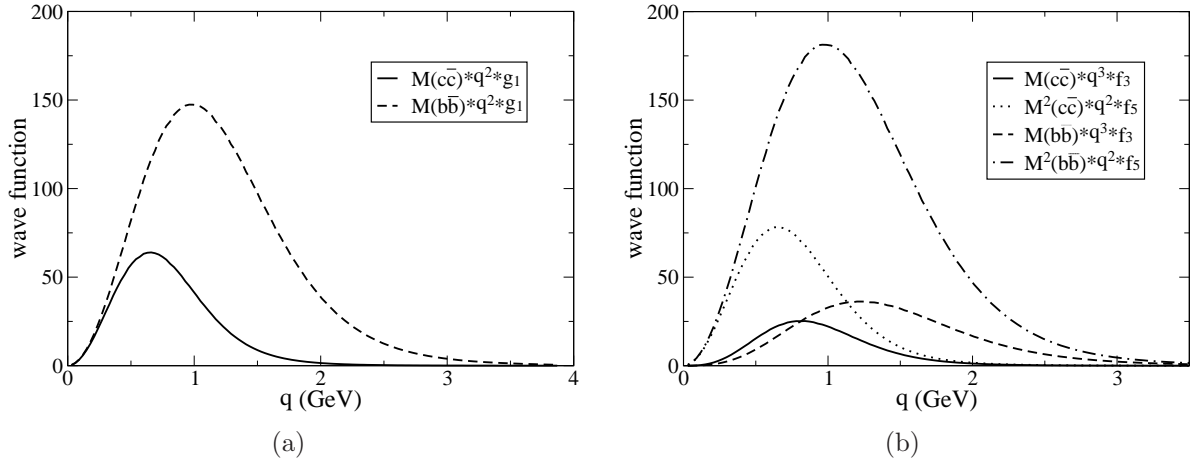 200
150
100
50
0
wave function
M(cc̅)*q²*g₁
M(bb̅)*q²*g₁
0 1 2 3 4
q (GeV)
(a)
200
150
100
50
0
wave function
M(cc̅)*q³*f₃
M²(cc̅)*q²*f₅
M(bb̅)*q³*f₃
M²(bb̅)*q²*f₅
0 1 2 3
q (GeV)
(b)